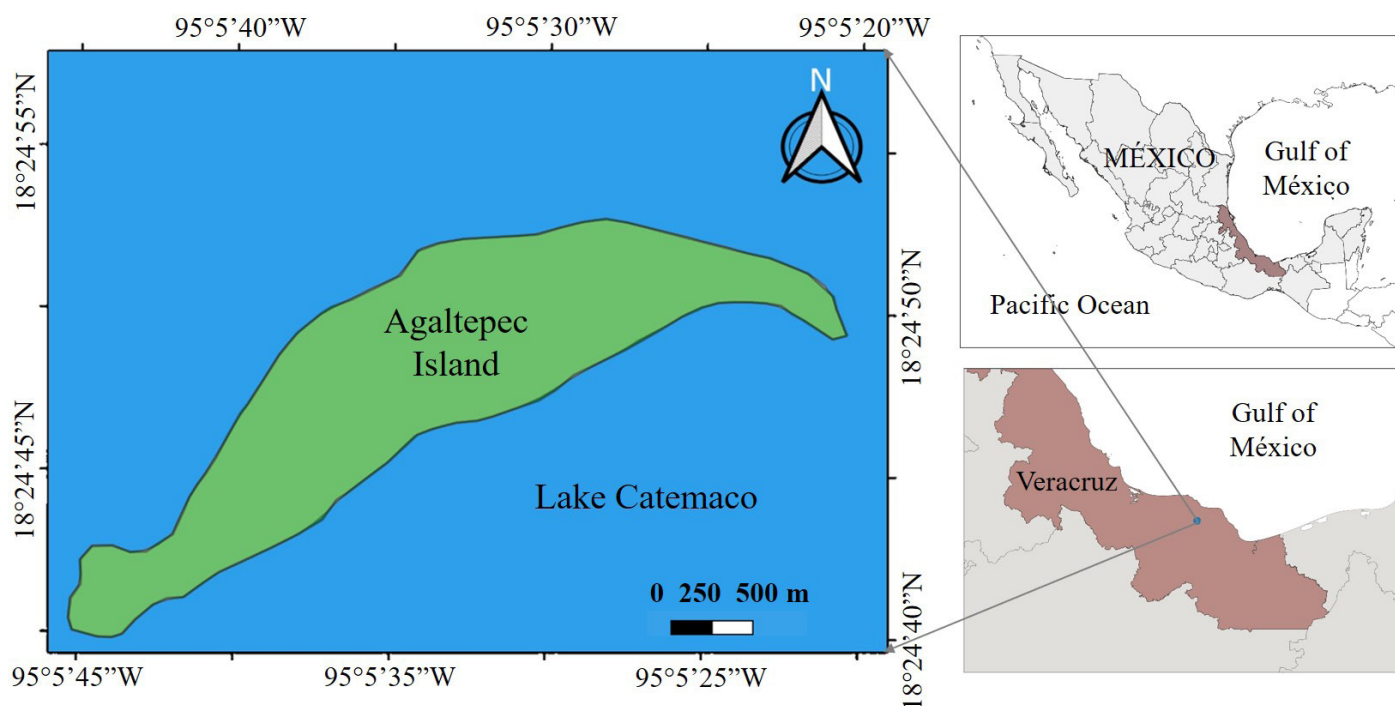 95°5’40”W
95°5’30”W
95°5’20”W
18°24’55”N
18°24’45”N
N
Agaltepec
Island
Lake Catemaco
0 250 500 m
18°24’50”N
18°24’40”N
95°5’45”W
95°5’35”W
95°5’25”W
MÉXICO
Gulf of
México
Pacific Ocean
Gulf of
México
Veracruz